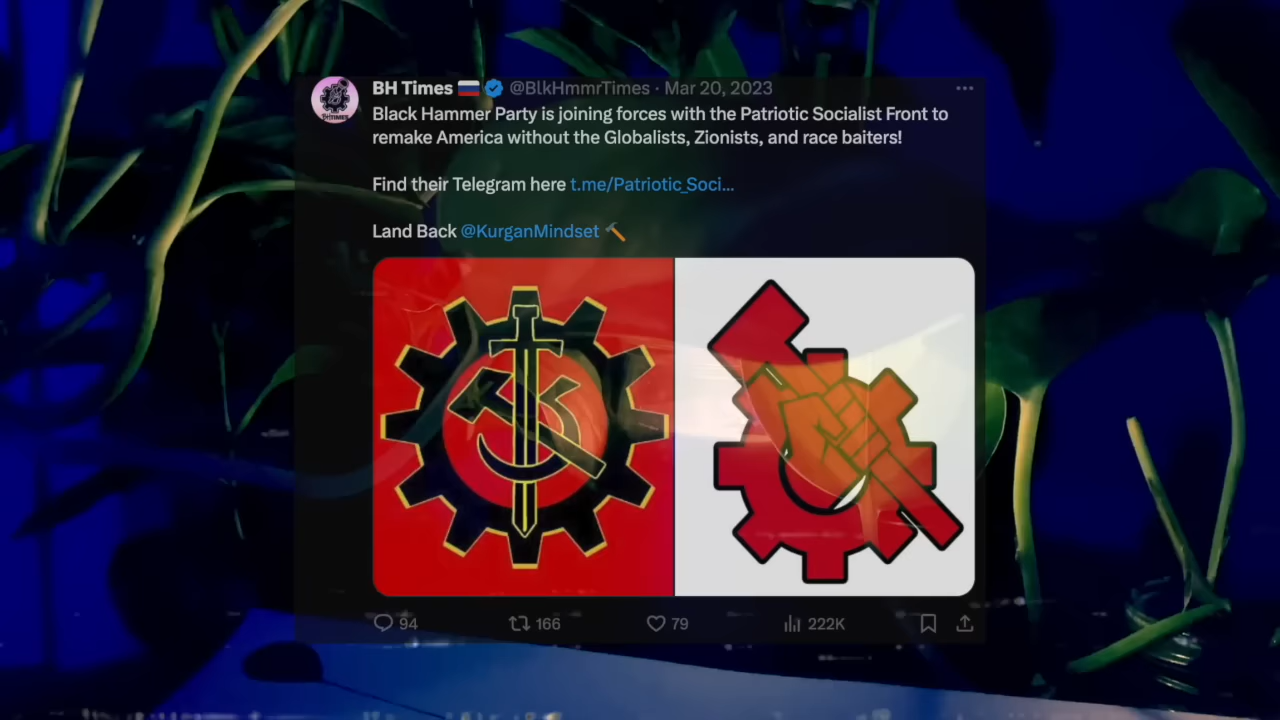 BH Times 🇷🇺 @BlkHmmrTimes · Mar 20, 2023
Black Hammer Party is joining forces with the Patriotic Socialist Front to
remake America without the Globalists, Zionists, and race baiters!
Find their Telegram here t.me/Patriotic_Soci...
Land Back @KurganMindset 🔨
94 166 79 222K